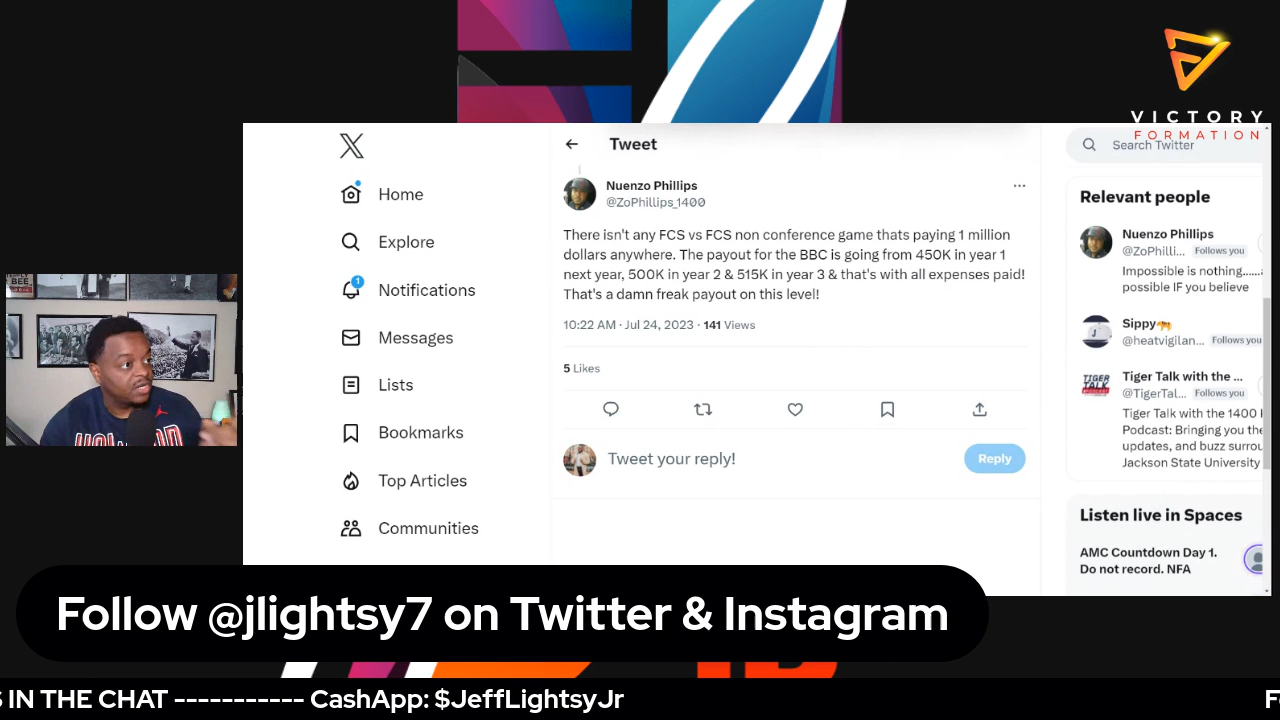 VICTORY
FORMATION
Tweet
Search Twitter
Home
Explore
1
Notifications
Messages
Lists
Bookmarks
Top Articles
Communities
Nuenzo Phillips
@ZoPhillips_1400
There isn't any FCS vs FCS non conference game thats paying 1 million
dollars anywhere. The payout for the BBC is going from 450K in year 1
next year, 500K in year 2 & 515K in year 3 & that's with all expenses paid!
That's a damn freak payout on this level!
10:22 AM · Jul 24, 2023 · 141 Views
5 Likes
Tweet your reply!
Reply
Relevant people
Nuenzo Phillips
@ZoPhilli... Follows you
Impossible is nothing......
possible IF you believe
Sippy
@heatvigilan... Follows you
TIGER
TALK
Tiger Talk with the ...
@TigerTal... Follows you
Tiger Talk with the 1400
Podcast: Bringing you the
updates, and buzz surrou
Jackson State University
Listen live in Spaces
AMC Countdown Day 1.
Do not record. NFA
Follow @jlightsy7 on Twitter & Instagram
S IN THE CHAT ----------- CashApp: $JeffLightsyJr